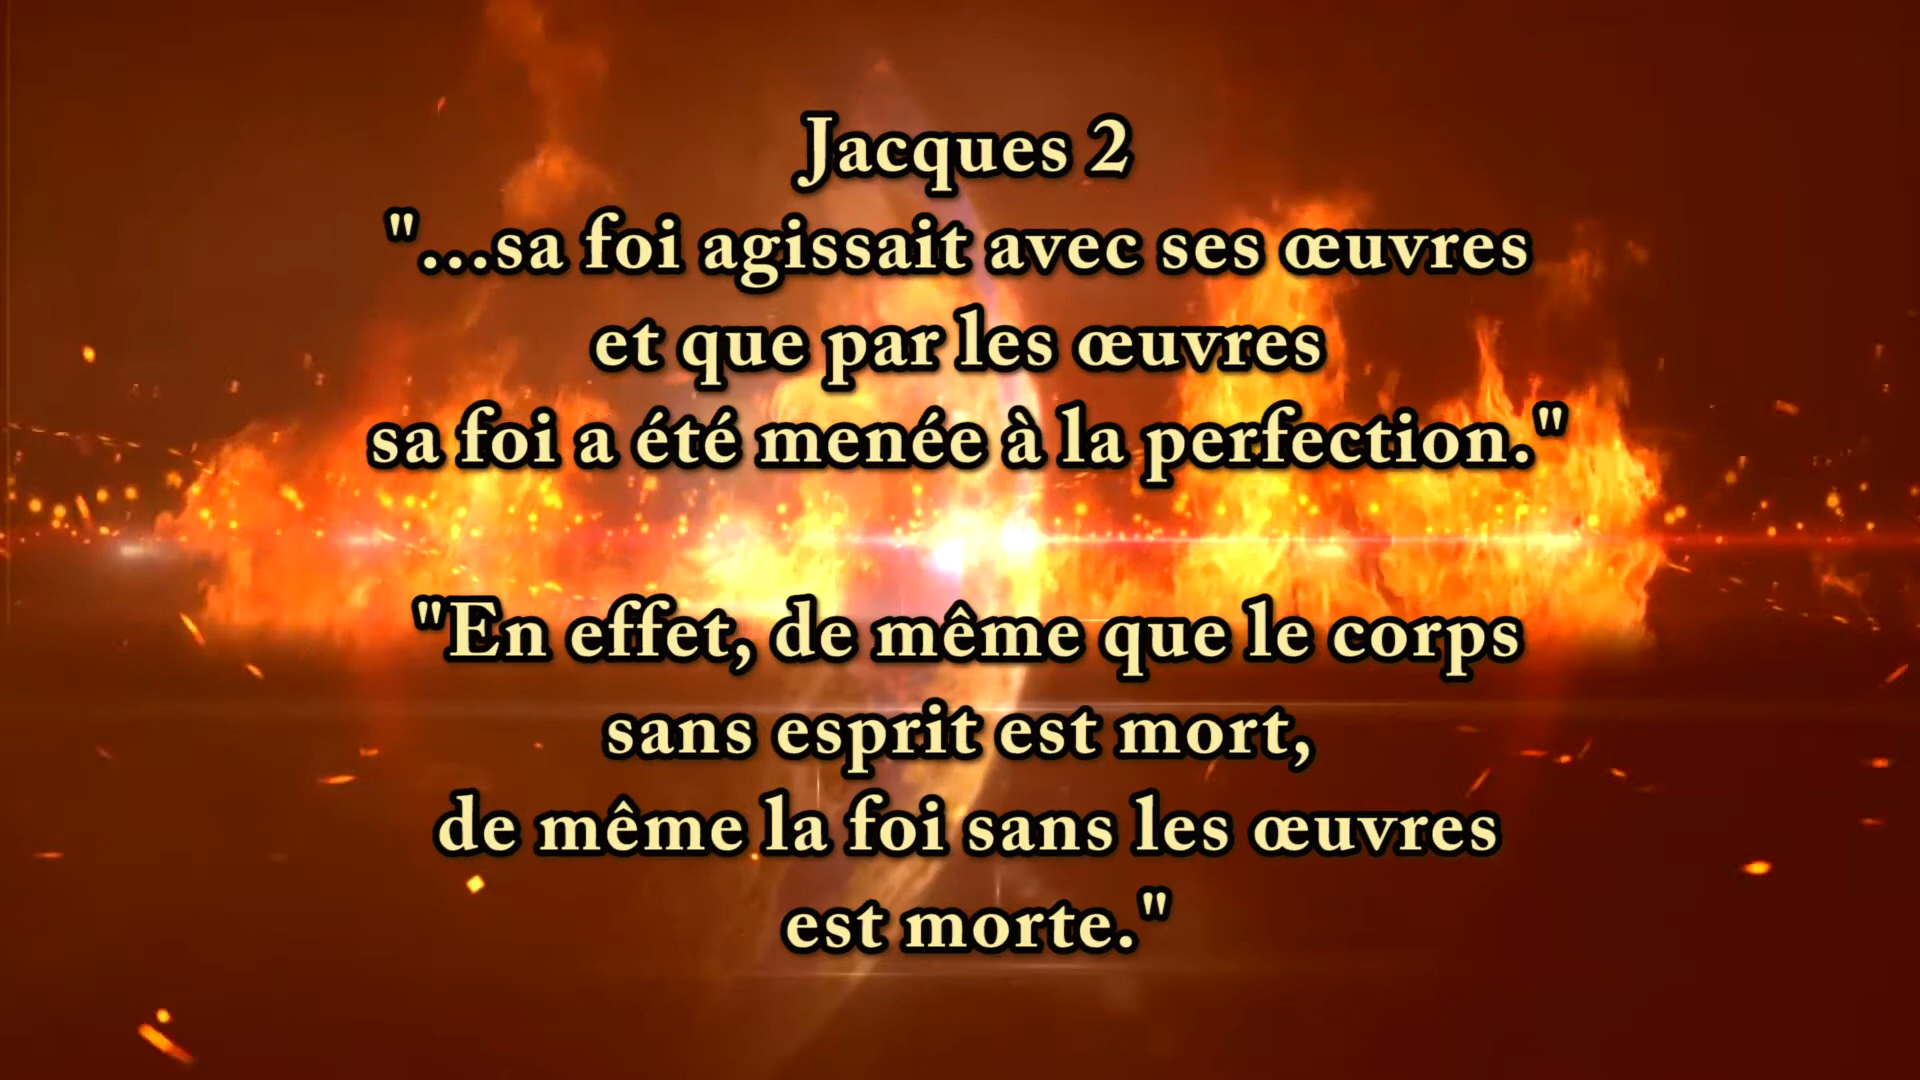 Jacques 2
"...sa foi agissait avec ses œuvres
et que par les œuvres
sa foi a été menée à la perfection."
"En effet, de même que le corps
sans esprit est mort,
de même la foi sans les œuvres
est morte."